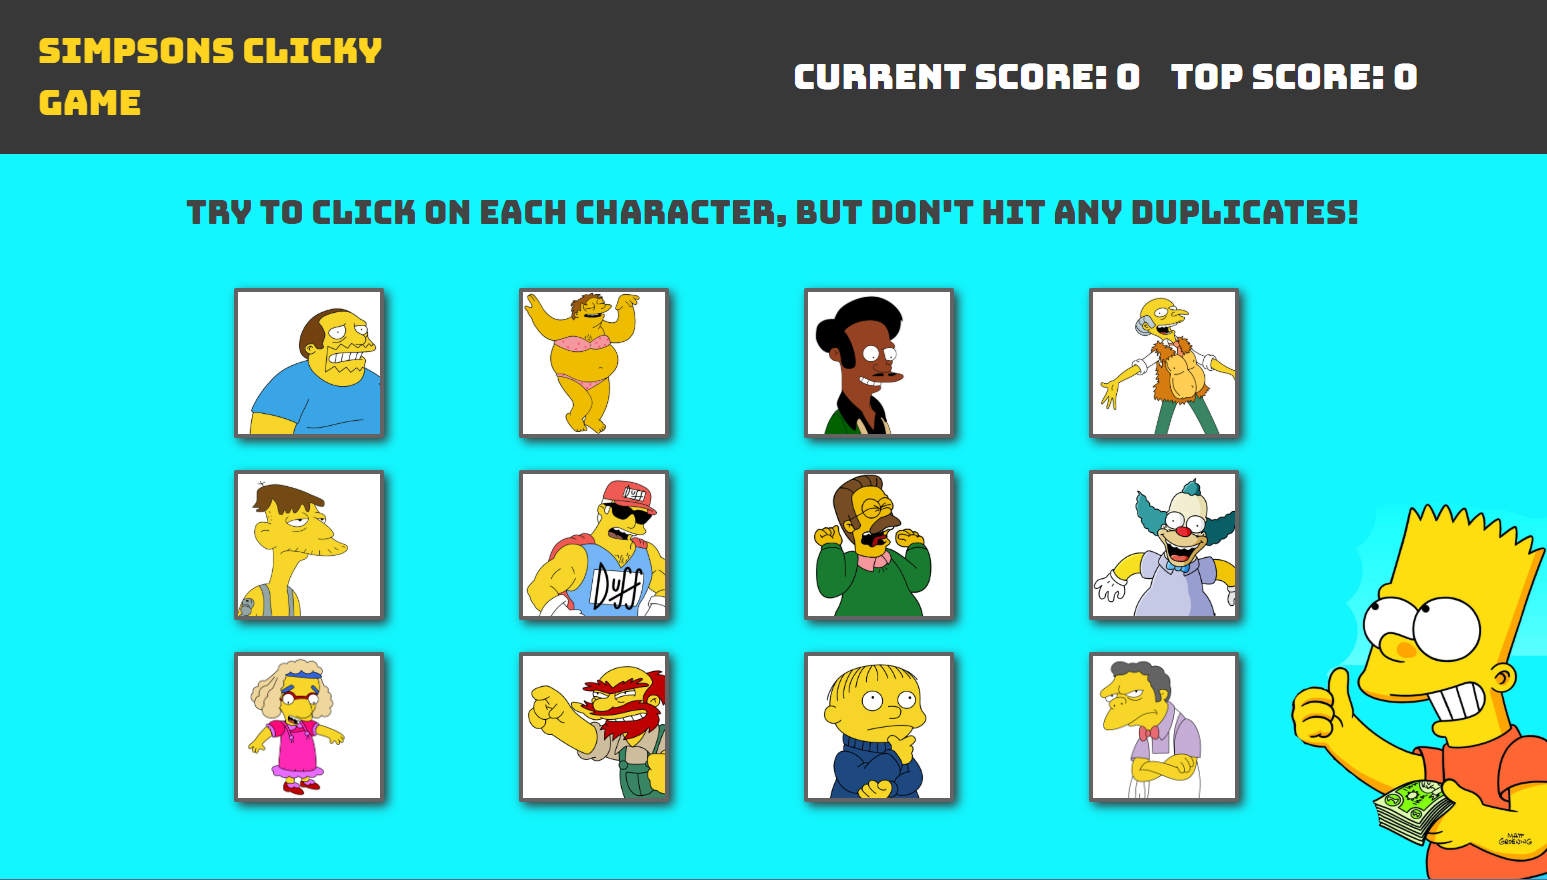 SIMPSONS CLICKY
GAME
CURRENT SCORE: 0 TOP SCORE: 0
TRY TO CLICK ON EACH CHARACTER, BUT DON'T HIT ANY DUPLICATES!
Duff
Duff
MATT
GROENING